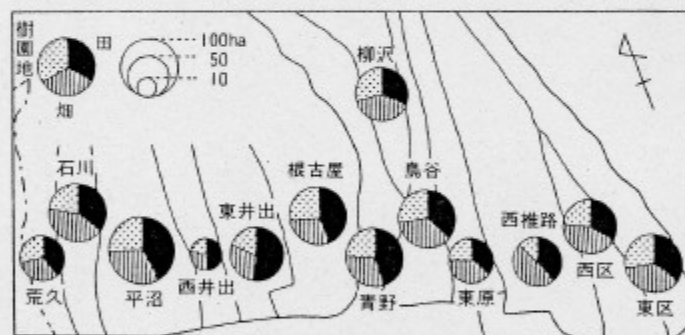 樹園地
田
畑
100ha
50
10
柳沢
石川
根古屋
鳥谷
東井出
西椎路
荒久
平沼
西井出
青野
東原
西区
東区